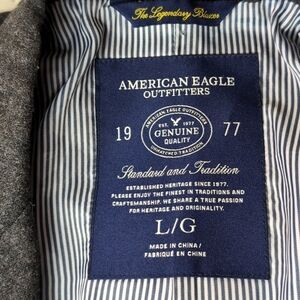 The Legendary Blazer
AMERICAN EAGLE
OUTFITTERS
AMERICAN EAGLE OUTFITTERS
EST. 1977
19 GENUINE 77
QUALITY
UNMATCHED TRADITION
Standard and Tradition
ESTABLISHED HERITAGE SINCE 1977.
PLEASE ENJOY THE FINEST IN TRADITIONS AND
CRAFTSMANSHIP. WE SHARE A TRUE PASSION
FOR HERITAGE AND ORIGINALITY.
L/G
MADE IN CHINA/
FABRIQUÉ EN CHINE